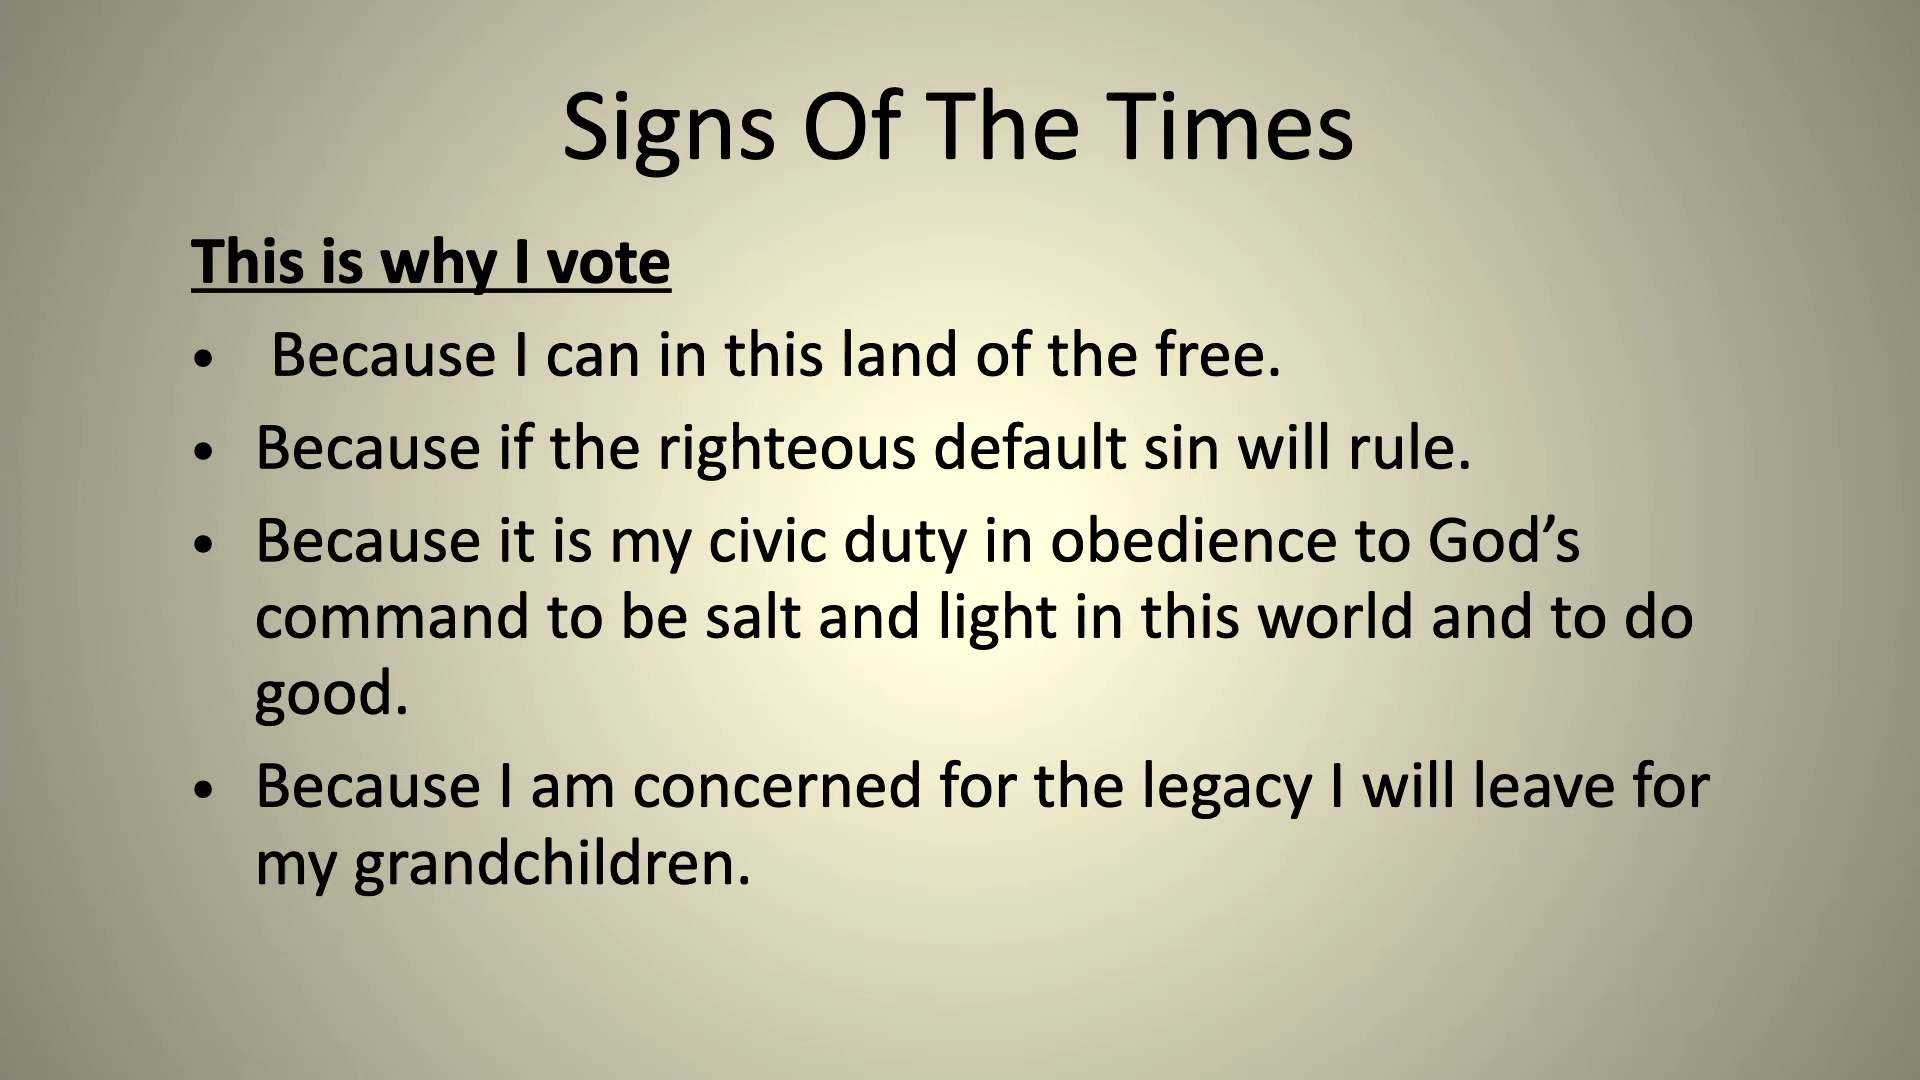 Signs Of The Times
This is why I vote
• Because I can in this land of the free.
• Because if the righteous default sin will rule.
• Because it is my civic duty in obedience to God’s
command to be salt and light in this world and to do
good.
• Because I am concerned for the legacy I will leave for
my grandchildren.